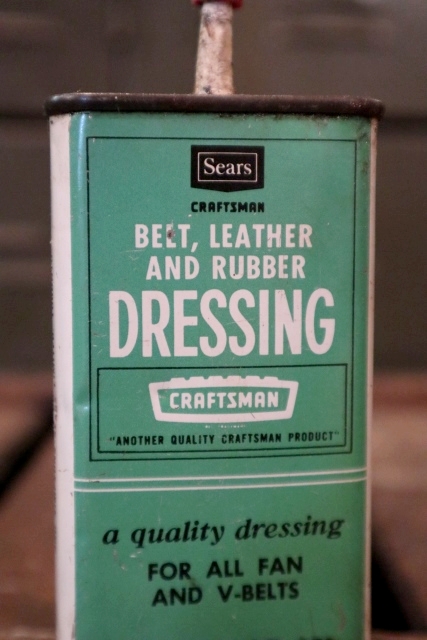 Sears
CRAFTSMAN
BELT, LEATHER
AND RUBBER
DRESSING
CRAFTSMAN
"ANOTHER QUALITY CRAFTSMAN PRODUCT"
a quality dressing
FOR ALL FAN
AND V-BELTS